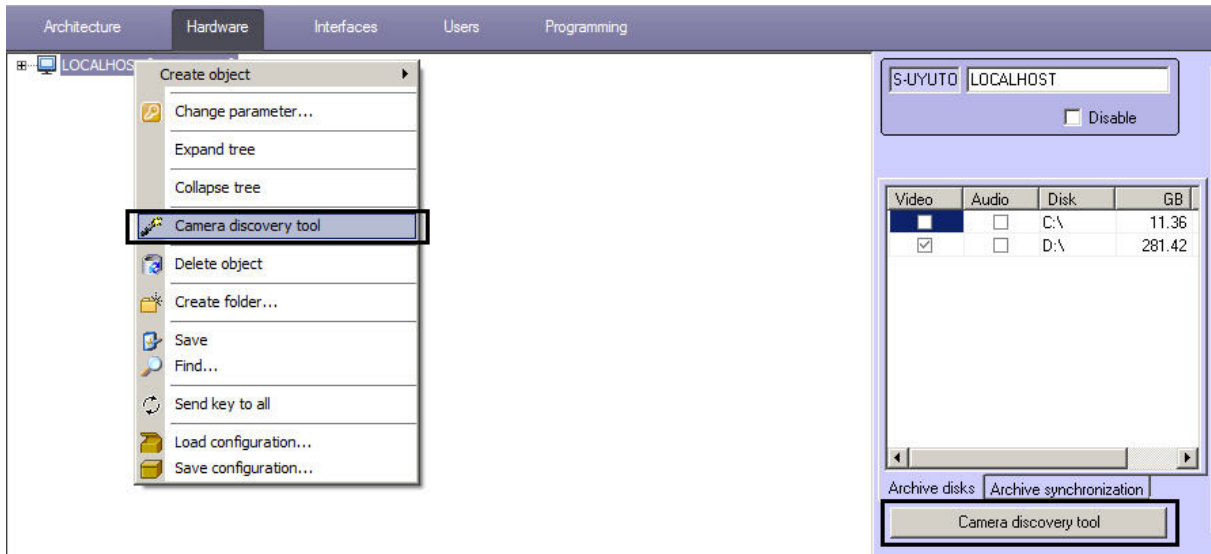 Architecture Hardware Interfaces Users Programming
LOCALHOS
Create object
Change parameter...
Expand tree
Collapse tree
Camera discovery tool
Delete object
Create folder...
Save
Find...
Send key to all
Load configuration...
Save configuration...
S-UYUTO LOCALHOST
Disable
Video Audio Disk GB
C:\ 11.36
D:\ 281.42
Archive disks Archive synchronization
Camera discovery tool